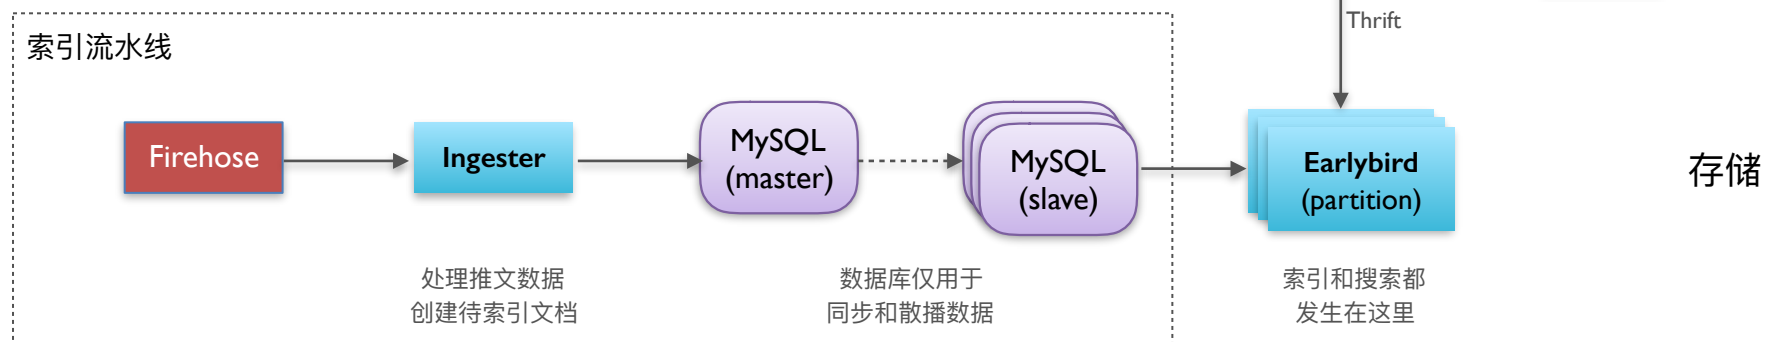 Thrift
索引流水线
Firehose
Ingester
MySQL
(master)
MySQL
(slave)
Earlybird
(partition)
存储
处理推文数据
创建待索引文档
数据库仅用于
同步和散播数据
索引和搜索都
发生在这里